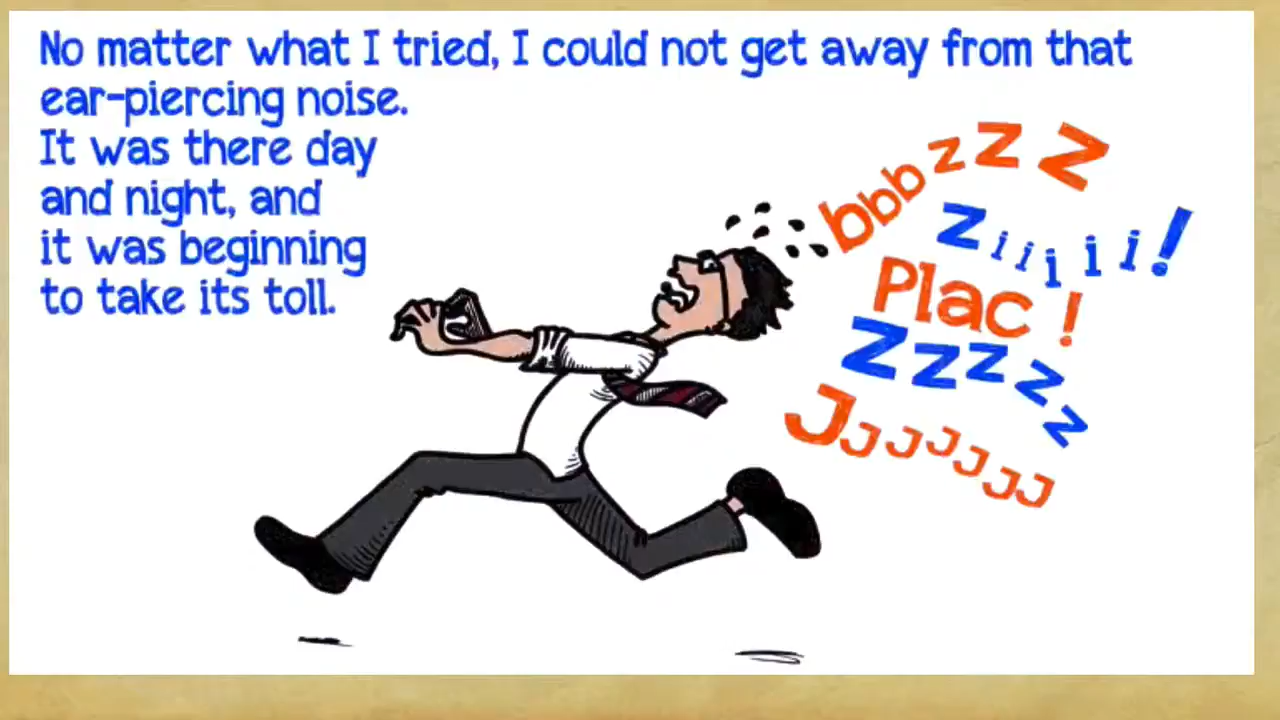 No matter what I tried, I could not get away from that
ear-piercing noise.
It was there day
and night, and
it was beginning
to take its toll.
bbbzzz
Ziiiii!
Plac!
Zzzzz
JJJJJJJ